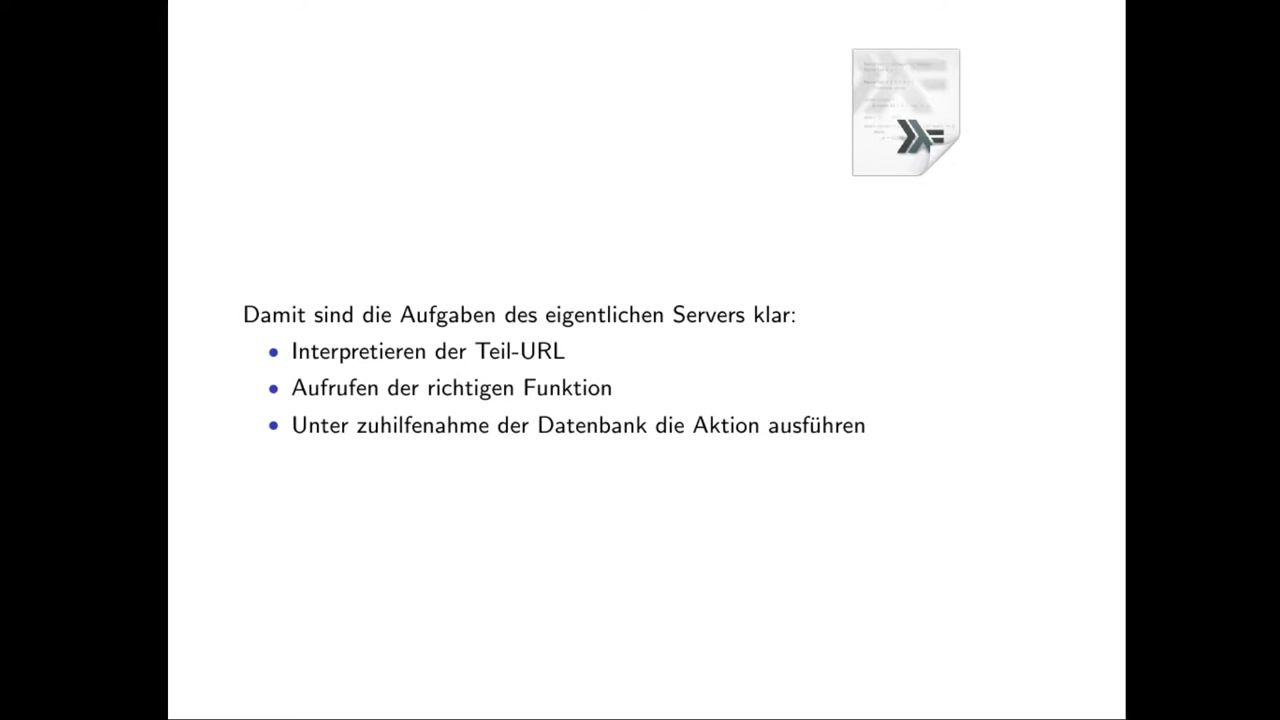 Damit sind die Aufgaben des eigentlichen Servers klar:
Interpretieren der Teil-URL
Aufrufen der richtigen Funktion
Unter zuhilfenahme der Datenbank die Aktion ausführen